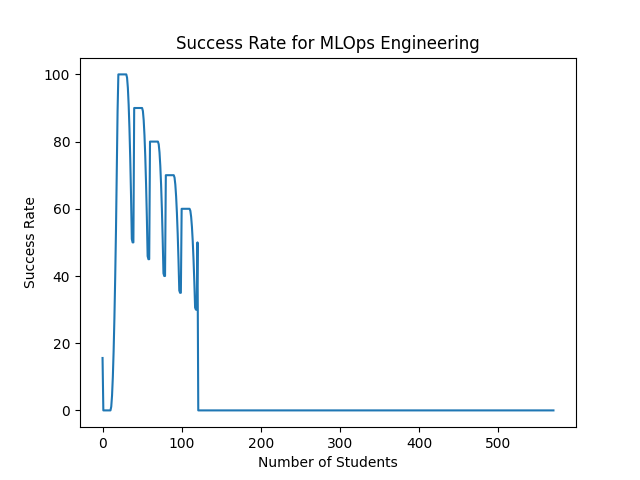 Success Rate for MLOps Engineering
Success Rate
100
80
60
40
20
0
0 100 200 300 400 500
Number of Students